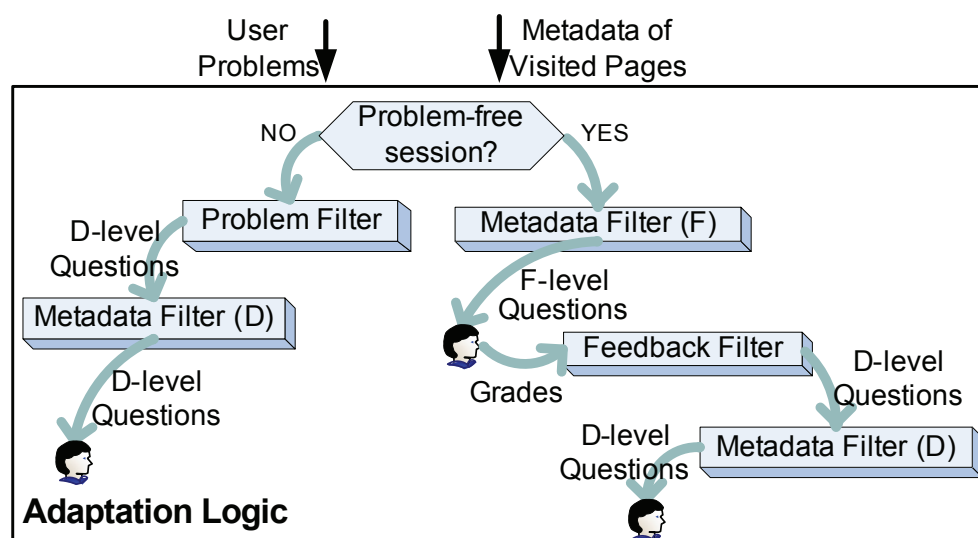 User
Problems
Metadata of
Visited Pages
Problem-free
session?
NO
YES
Problem Filter
Metadata Filter (F)
D-level
Questions
F-level
Questions
Metadata Filter (D)
Feedback Filter
Grades
D-level
Questions
D-level
Questions
Metadata Filter (D)
D-level
Questions
Adaptation Logic